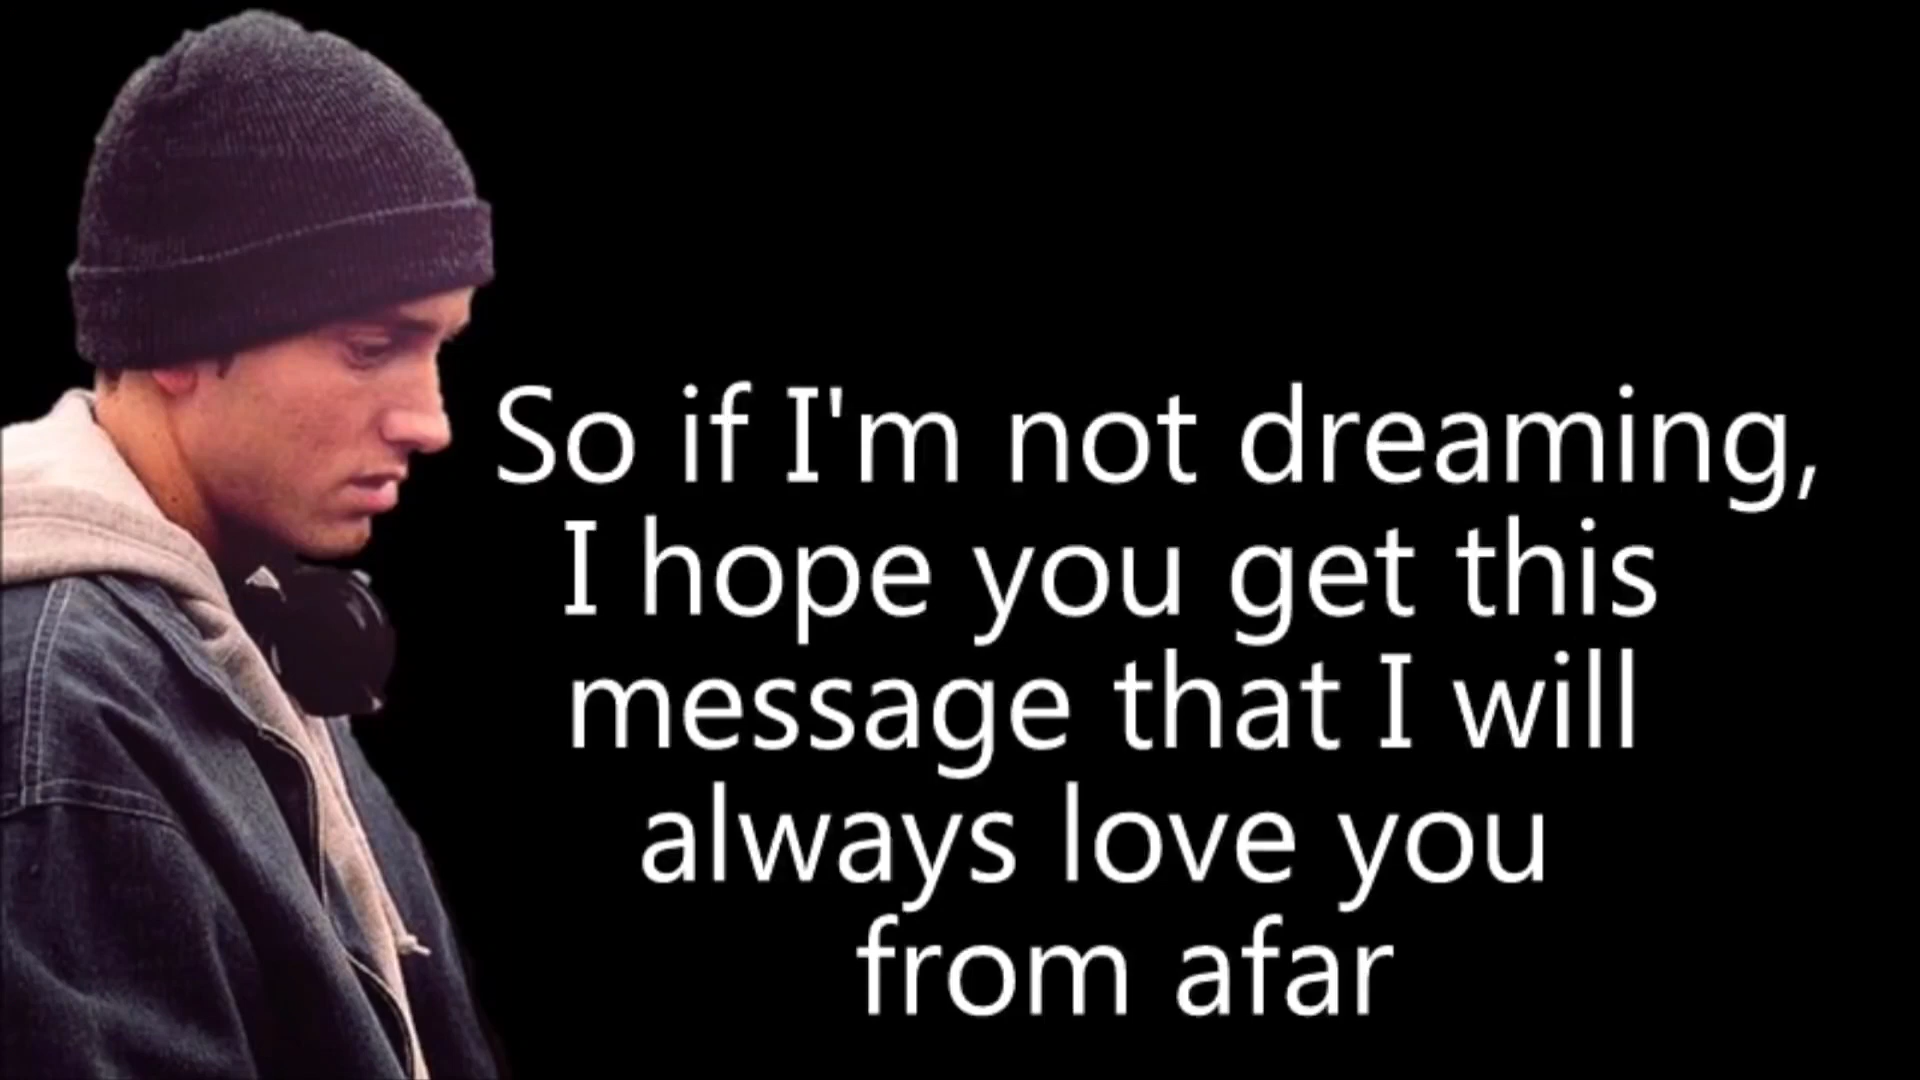 So if I'm not dreaming,
I hope you get this
message that I will
always love you
from afar